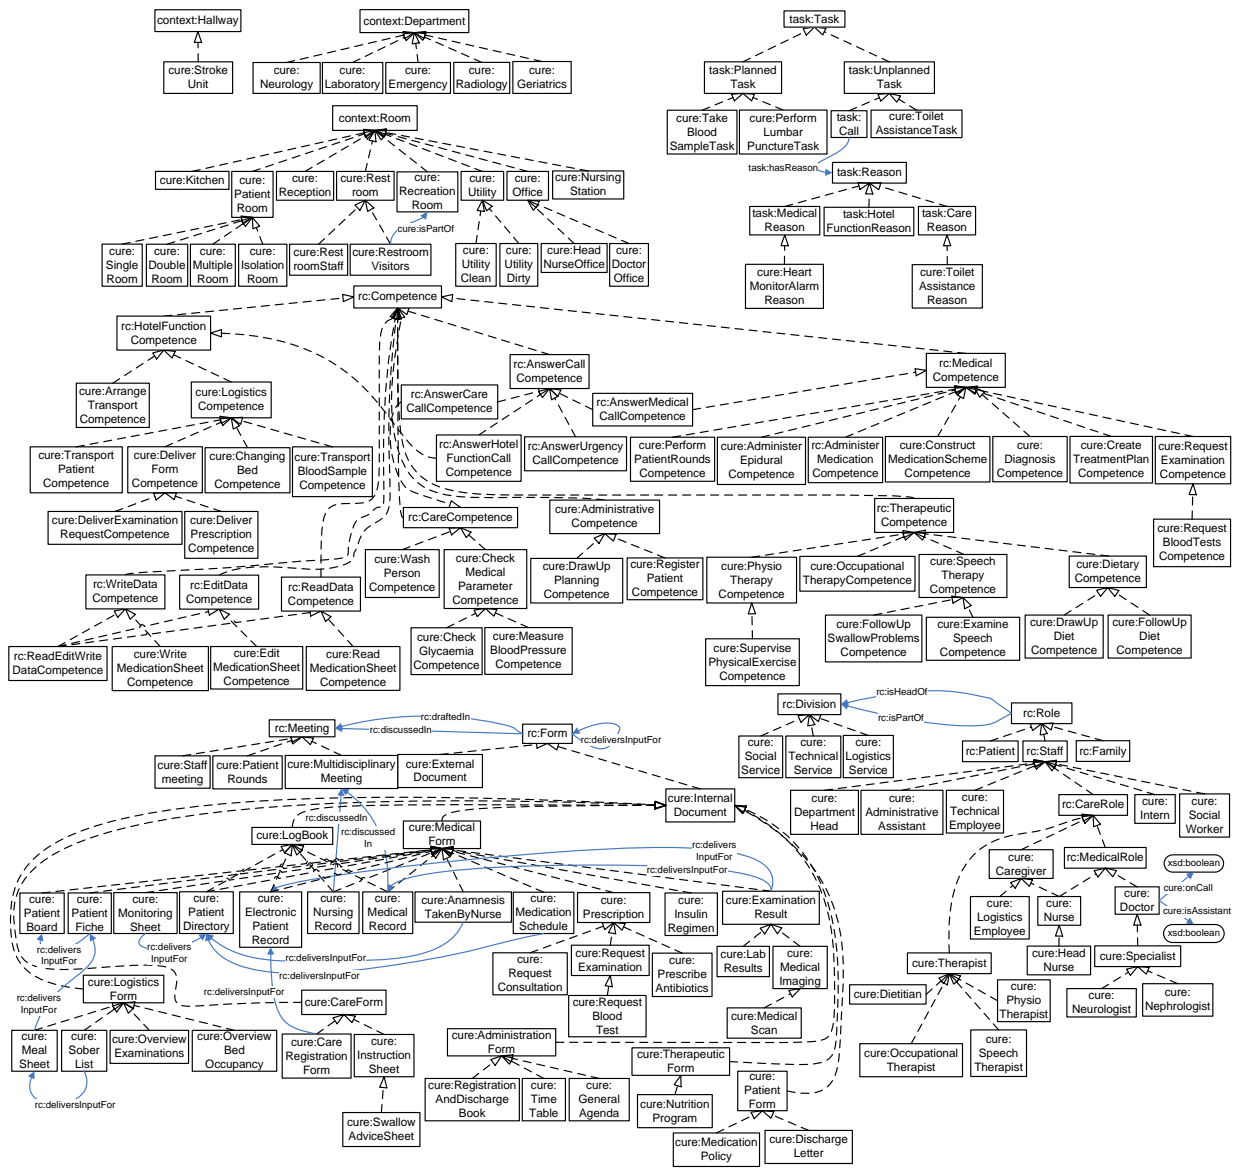 context:Hallway
cure:Stroke
Unit
context:Department
cure:
Neurology
cure:
Laboratory
cure:
Emergency
cure:
Radiology
cure:
Geriatrics
task:Task
task:Planned
Task
task:Unplanned
Task
cure:Take
Blood
SampleTask
cure:Perform
Lumbar
PunctureTask
task:
Call
cure:Toilet
AssistanceTask
task:hasReason
task:Reason
task:Medical
Reason
task:Hotel
FunctionReason
task:Care
Reason
cure:Heart
MonitorAlarm
Reason
cure:Toilet
Assistance
Reason
context:Room
cure:Kitchen
cure:
Patient
Room
cure:
Reception
cure:Rest
room
cure:
Recreation
Room
cure:
Utility
cure:
Office
cure:Nursing
Station
cure:isPartOf
cure:
Single
Room
cure:
Double
Room
cure:
Multiple
Room
cure:
Isolation
Room
cure:Rest
roomStaff
cure:Restroom
Visitors
cure:
Utility
Clean
cure:
Utility
Dirty
cure:Head
NurseOffice
cure:
Doctor
Office
rc:Competence
rc:HotelFunction
Competence
rc:AnswerCall
Competence
rc:Medical
Competence
cure:Arrange
Transport
Competence
cure:Logistics
Competence
rc:AnswerCare
CallCompetence
rc:AnswerMedical
CallCompetence
cure:Transport
Patient
Competence
cure:Deliver
Form
Competence
cure:Changing
Bed
Competence
cure:Transport
BloodSample
Competence
rc:AnswerHotel
FunctionCall
Competence
rc:AnswerUrgency
CallCompetence
cure:Perform
PatientRounds
Competence
cure:Administer
Epidural
Competence
rc:Administer
Medication
Competence
cure:Construct
MedicationScheme
Competence
cure:
Diagnosis
Competence
cure:Create
TreatmentPlan
Competence
cure:Request
Examination
Competence
cure:DeliverExamination
RequestCompetence
cure:Deliver
Prescription
Competence
rc:CareCompetence
cure:Administrative
Competence
rc:Therapeutic
Competence
cure:Request
BloodTests
Competence
cure:Wash
Person
Competence
cure:Check
Medical
Parameter
Competence
cure:DrawUp
Planning
Competence
cure:Register
Patient
Competence
cure:Physio
Therapy
Competence
cure:Occupational
TherapyCompetence
cure:Speech
Therapy
Competence
cure:Dietary
Competence
rc:WriteData
Competence
rc:EditData
Competence
rc:ReadData
Competence
cure:Check
Glycaemia
Competence
cure:Measure
BloodPressure
Competence
cure:Supervise
PhysicalExercise
Competence
cure:FollowUp
SwallowProblems
Competence
cure:Examine
Speech
Competence
cure:DrawUp
Diet
Competence
cure:FollowUp
Diet
Competence
rc:ReadEditWrite
DataCompetence
cure:Write
MedicationSheet
Competence
cure:Edit
MedicationSheet
Competence
cure:Read
MedicationSheet
Competence
rc:Meeting
rc:draftedIn
rc:discussedIn
rc:Form
rc:deliversInputFor
rc:Division
rc:isHeadOf
rc:isPartOf
rc:Role
cure:Staff
meeting
cure:Patient
Rounds
cure:Multidisciplinary
Meeting
cure:External
Document
cure:Internal
Document
cure:
Social
Service
cure:
Technical
Service
cure:
Logistics
Service
rc:Patient
rc:Staff
rc:Family
cure:
Department
Head
cure:
Administrative
Assistant
cure:
Technical
Employee
rc:CareRole
cure:
Intern
cure:
Social
Worker
rc:discussedIn
rc:discussed
In
cure:LogBook
cure:Medical
Form
rc:delivers
InputFor
rc:deliversInputFor
cure:
Caregiver
rc:MedicalRole
xsd:boolean
cure:onCall
cure:isAssistant
xsd:boolean
cure:
Logistics
Employee
cure:
Nurse
cure:
Doctor
cure:Head
Nurse
cure:Specialist
cure:
Neurologist
cure:
Nephrologist
cure:Therapist
cure:Dietitian
cure:
Physio
Therapist
cure:Occupational
Therapist
cure:
Speech
Therapist
cure:
Patient
Board
cure:
Patient
Fiche
cure:
Monitoring
Sheet
cure:
Patient
Directory
cure:
Electronic
Patient
Record
cure:
Nursing
Record
cure:
Medical
Record
cure:Anamnesis
TakenByNurse
cure:
Medication
Schedule
cure:
Prescription
cure:
Insulin
Regimen
cure:Examination
Result
rc:delivers
InputFor
rc:delivers
InputFor
rc:deliversInputFor
rc:deliversInputFor
rc:delivers
InputFor
cure:
Request
Consultation
cure:Request
Examination
cure:
Prescribe
Antibiotics
cure:Lab
Results
cure:
Medical
Imaging
cure:Request
Blood
Test
cure:Medical
Scan
cure:Logistics
Form
cure:CareForm
cure:
Meal
Sheet
cure:
Sober
List
cure:Overview
Examinations
cure:Overview
Bed
Occupancy
cure:Care
Registration
Form
cure:
Instruction
Sheet
rc:deliversInputFor
cure:Swallow
AdviceSheet
cure:Administration
Form
cure:Registration
AndDischarge
Book
cure:
Time
Table
cure:
General
Agenda
cure:Therapeutic
Form
cure:Nutrition
Program
cure:
Patient
Form
cure:Medication
Policy
cure:Discharge
Letter